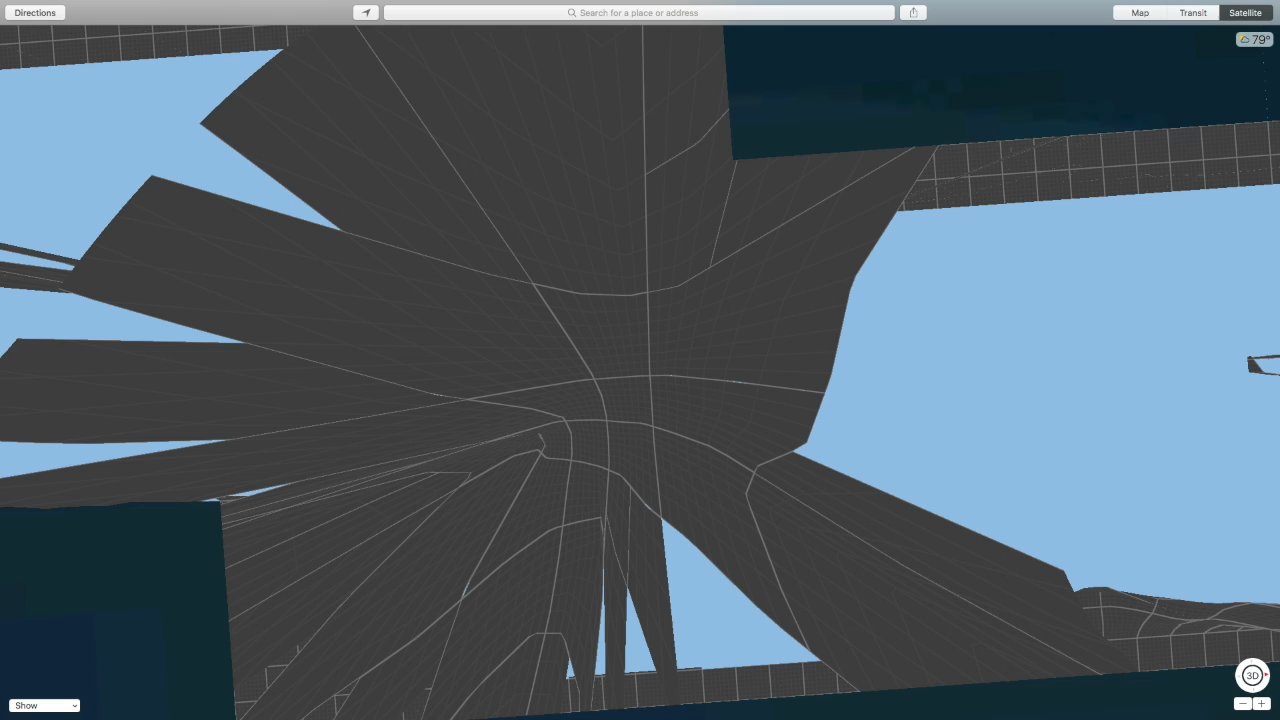 Directions
Search for a place or address
Map
Transit
Satellite
79°
Show
3D